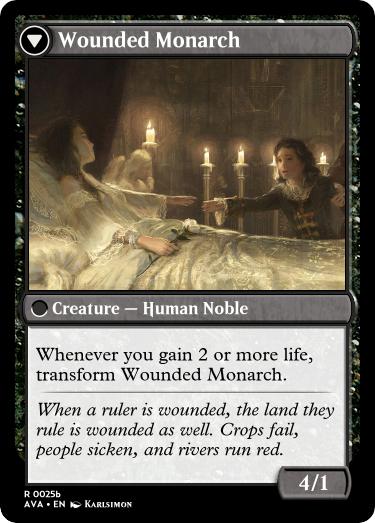 Wounded Monarch
Creature — Human Noble
Whenever you gain 2 or more life,
transform Wounded Monarch.
When a ruler is wounded, the land they
rule is wounded as well. Crops fail,
people sicken, and rivers run red.
4/1
R 0025b
AVA • EN Karlsimon